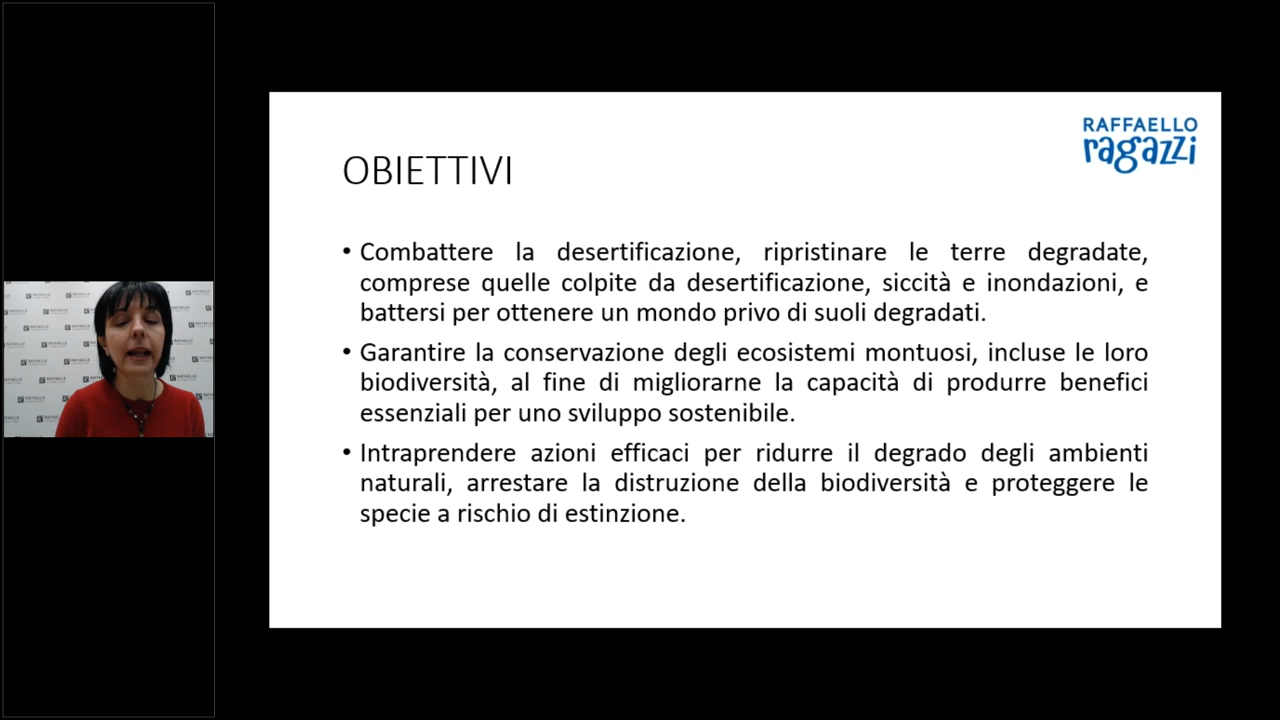 RAFFAELLO
ragazzi
OBIETTIVI
• Combattere la desertificazione, ripristinare le terre degradate,
comprese quelle colpite da desertificazione, siccità e inondazioni, e
battersi per ottenere un mondo privo di suoli degradati.
• Garantire la conservazione degli ecosistemi montuosi, incluse le loro
biodiversità, al fine di migliorarne la capacità di produrre benefici
essenziali per uno sviluppo sostenibile.
• Intraprendere azioni efficaci per ridurre il degrado degli ambienti
naturali, arrestare la distruzione della biodiversità e proteggere le
specie a rischio di estinzione.